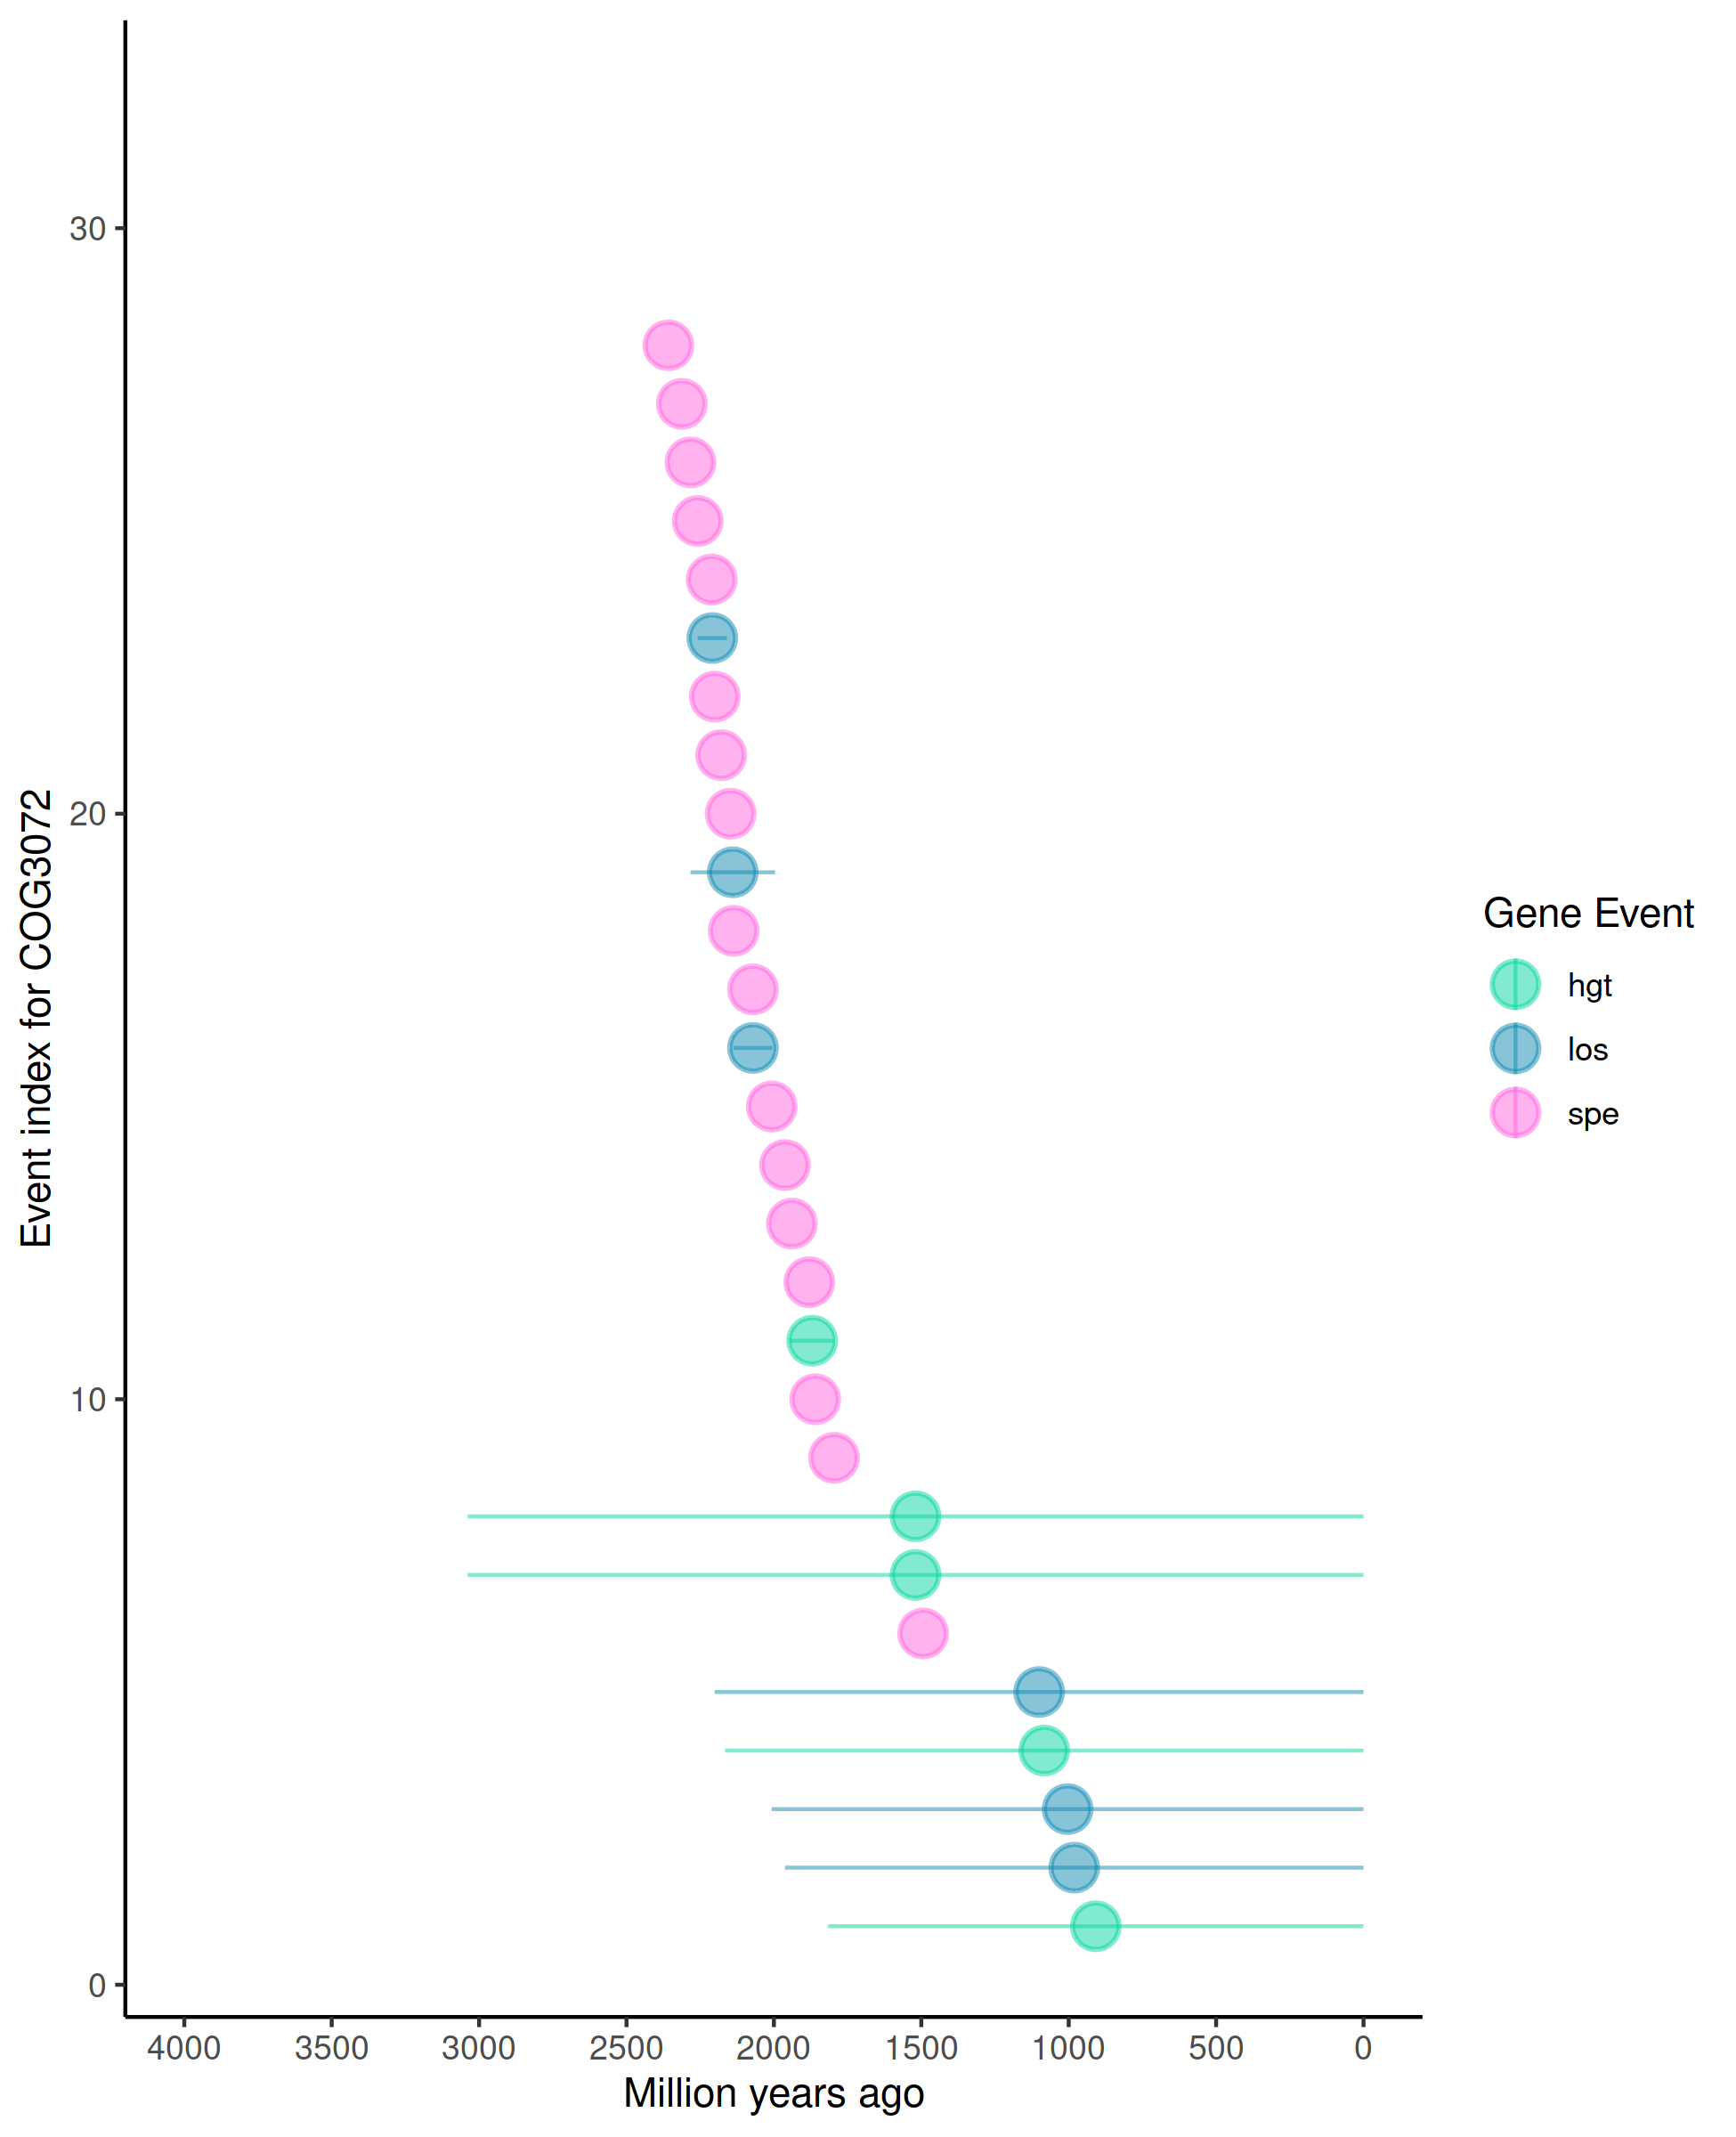 30
20
10
0
Event index for COG3072
4000 3500 3000 2500 2000 1500 1000 500 0
Million years ago
Gene Event
hgt
los
spe